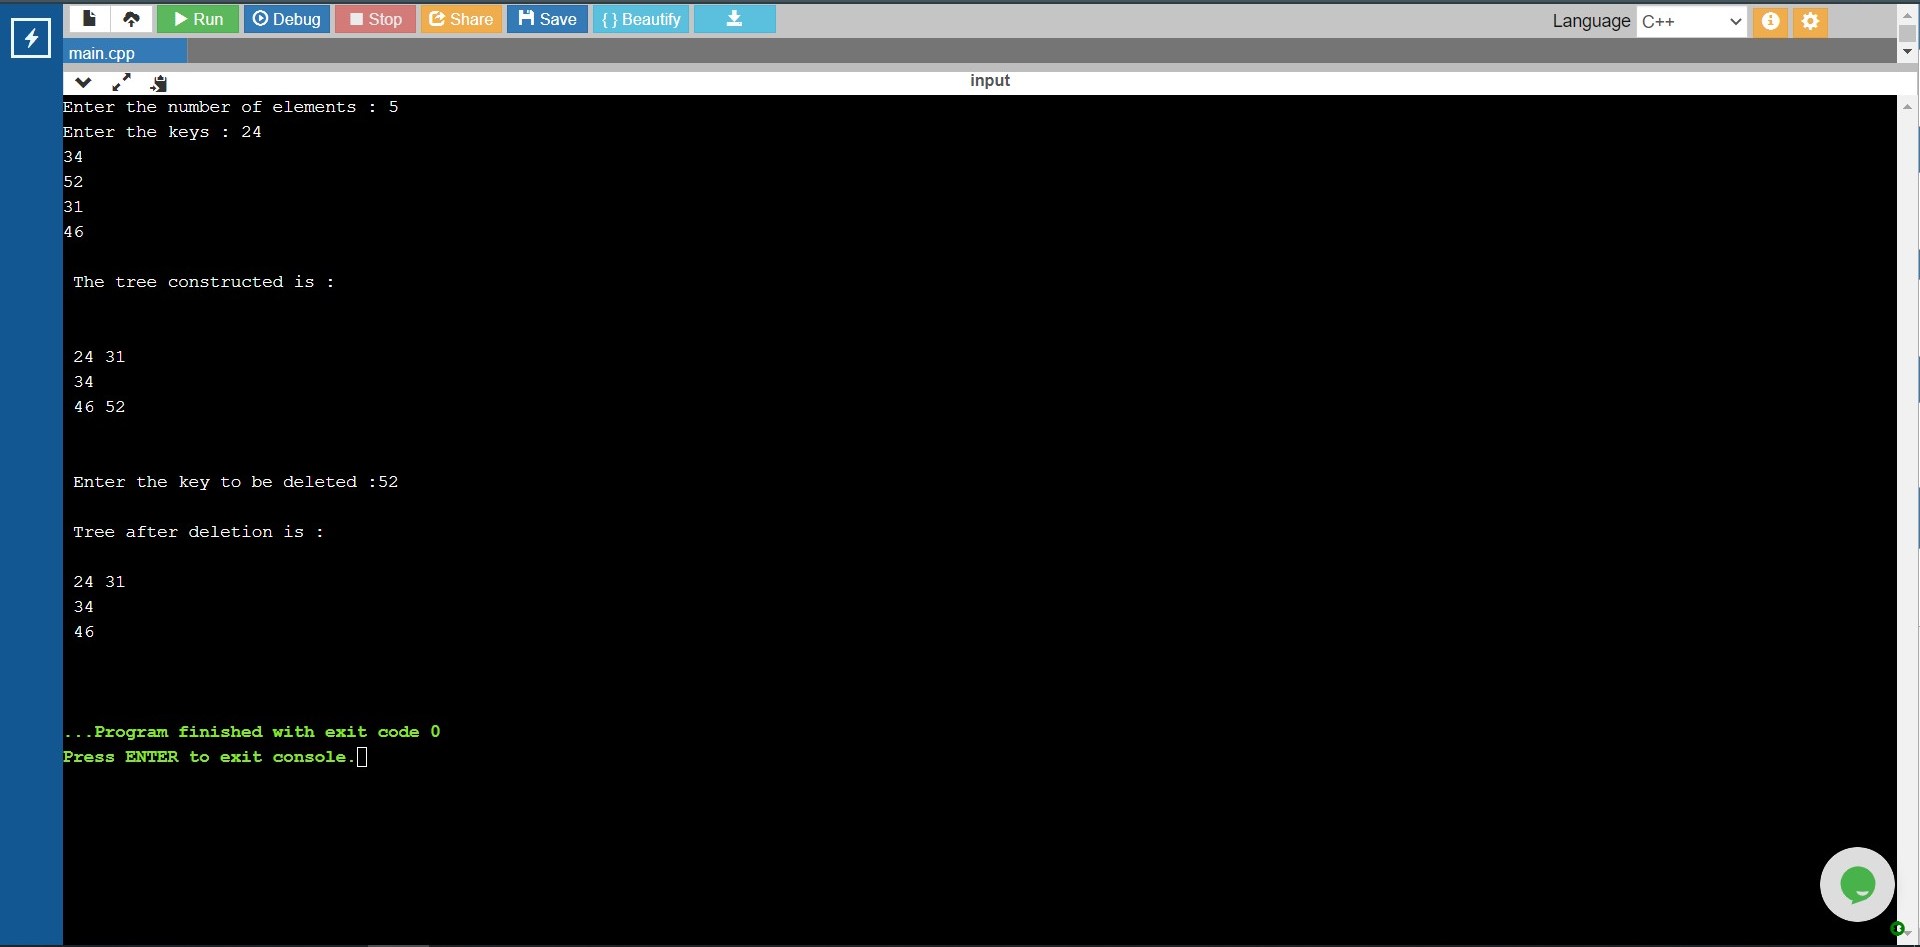 Run Debug Stop Share Save { } Beautify Language C++
main.cpp
input
Enter the number of elements : 5
Enter the keys : 24
34
52
31
46
The tree constructed is :
24 31
34
46 52
Enter the key to be deleted :52
Tree after deletion is :
24 31
34
46
...Program finished with exit code 0
Press ENTER to exit console.